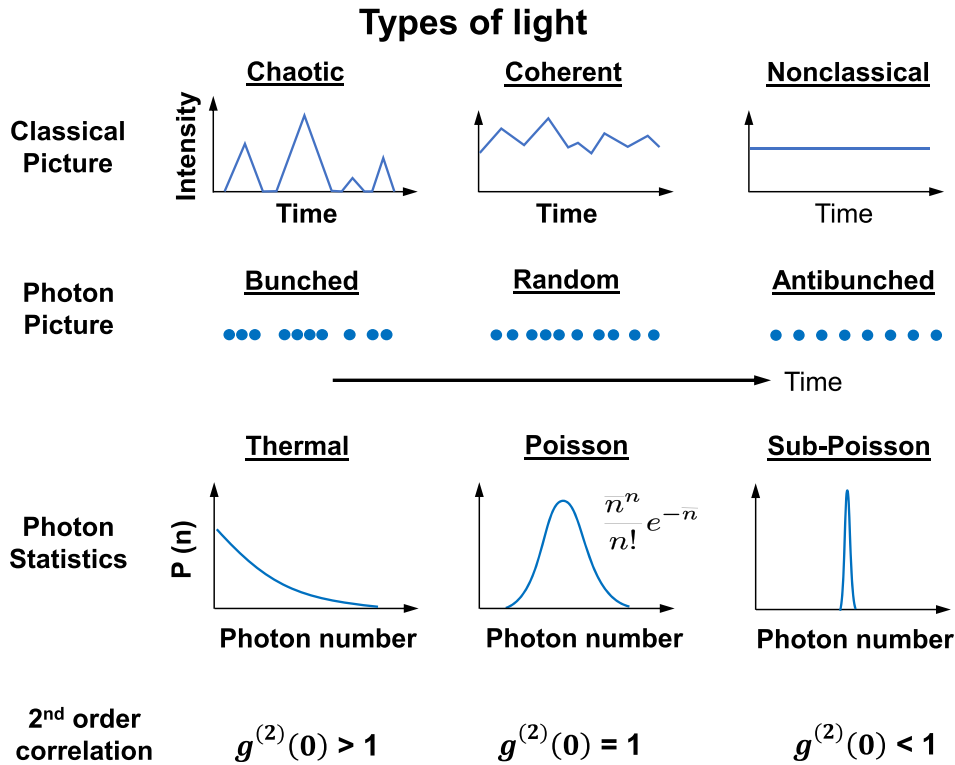 Types of light
Chaotic Coherent Nonclassical
Classical
Picture
Intensity
Time Time Time
Photon
Picture
Bunched Random Antibunched
Time
Thermal Poisson Sub-Poisson
Photon
Statistics
P (n)
n̅ⁿ/n! e^{-n̅}
Photon number Photon number Photon number
2nd order
correlation
g⁽²⁾(0) > 1 g⁽²⁾(0) = 1 g⁽²⁾(0) < 1